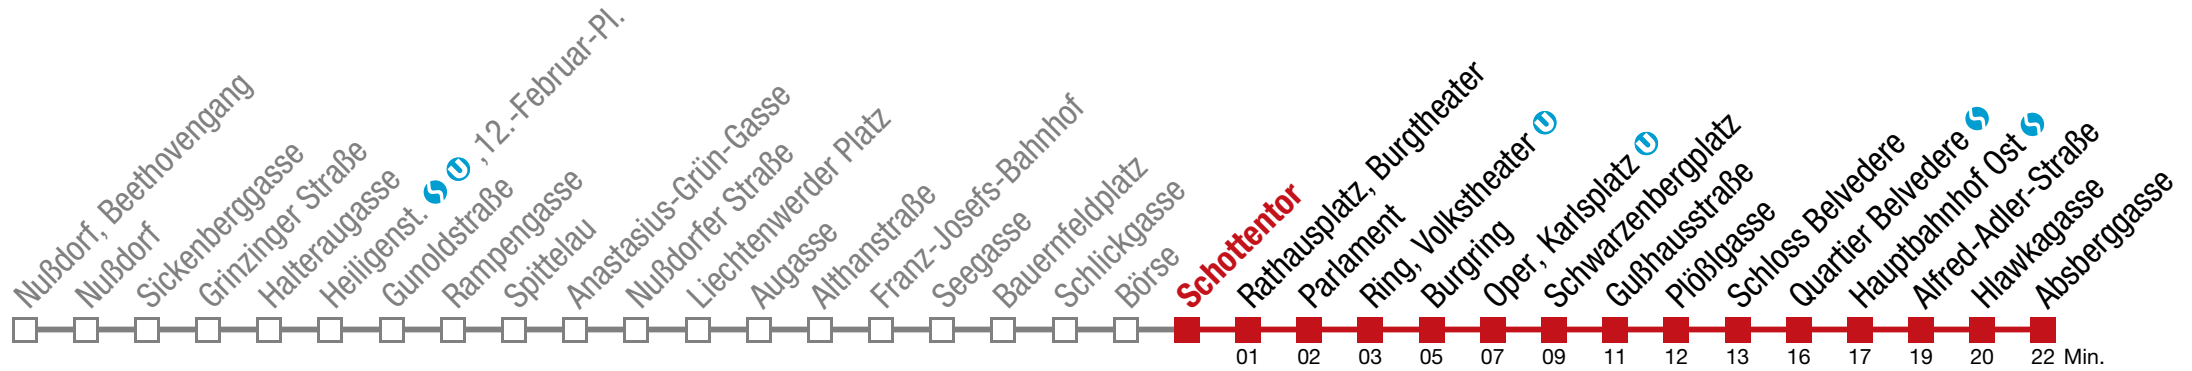 Nußdorf, Beethovengang
Nußdorf
Sickenberggasse
Grinzinger Straße
Halteraugasse
Heiligenst. S U , 12.-Februar-Pl.
Gunoldstraße
Rampengasse
Spittelau
Anastasius-Grün-Gasse
Nußdorfer Straße
Liechtenwerder Platz
Augasse
Althanstraße
Franz-Josefs-Bahnhof
Seegasse
Bauernfeldplatz
Schlickgasse
Börse
Schottentor
Rathausplatz, Burgtheater
Parlament
Ring, Volkstheater U
Burgring
Oper, Karlsplatz U
Schwarzenbergplatz
Gußhausstraße
Plößlgasse
Schloss Belvedere
Quartier Belvedere S
Hauptbahnhof Ost S
Alfred-Adler-Straße
Hawkagasse
Absberggasse
01 02 03 05 07 09 11 12 13 16 17 19 20 22 Min.